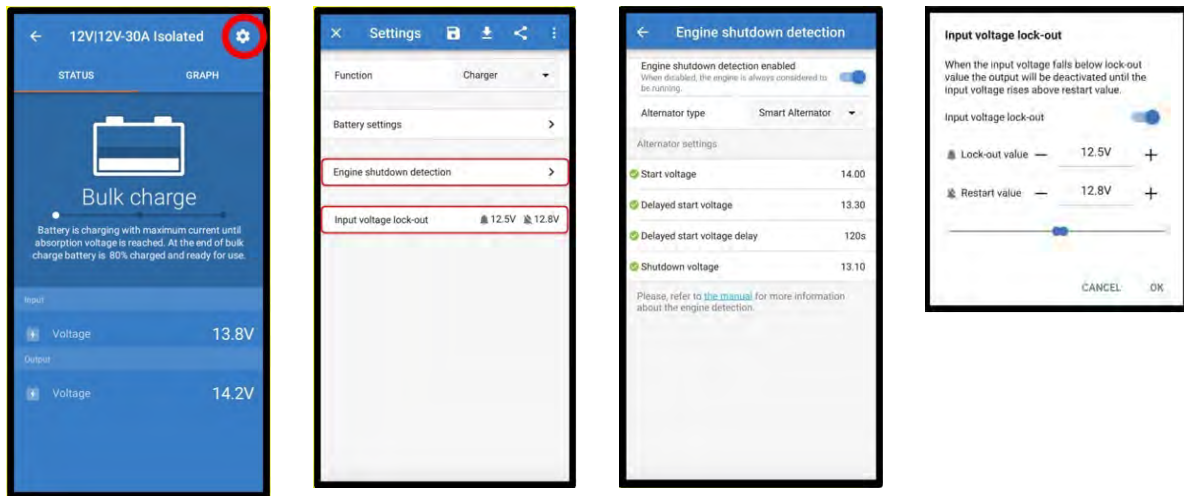 12V|12V-30A Isolated
STATUS
GRAPH
Bulk charge
Battery is charging with maximum current until
absorption voltage is reached. At the end of bulk
charge battery is 80% charged and ready for use.
Input
Voltage 13.8V
Output
Voltage 14.2V
Settings
Function Charger
Battery settings
Engine shutdown detection
Input voltage lock-out 12.5V 12.8V
Engine shutdown detection
Engine shutdown detection enabled
When disabled, the engine is always considered to
be running.
Alternator type Smart Alternator
Alternator settings
Start voltage 14.00
Delayed start voltage 13.30
Delayed start voltage delay 120s
Shutdown voltage 13.10
Please, refer to the manual for more information
about the engine detection.
Input voltage lock-out
When the input voltage falls below lock-out
value the output will be deactivated until the
input voltage rises above restart value.
Input voltage lock-out
Lock-out value — 12.5V +
Restart value — 12.8V +
CANCEL OK